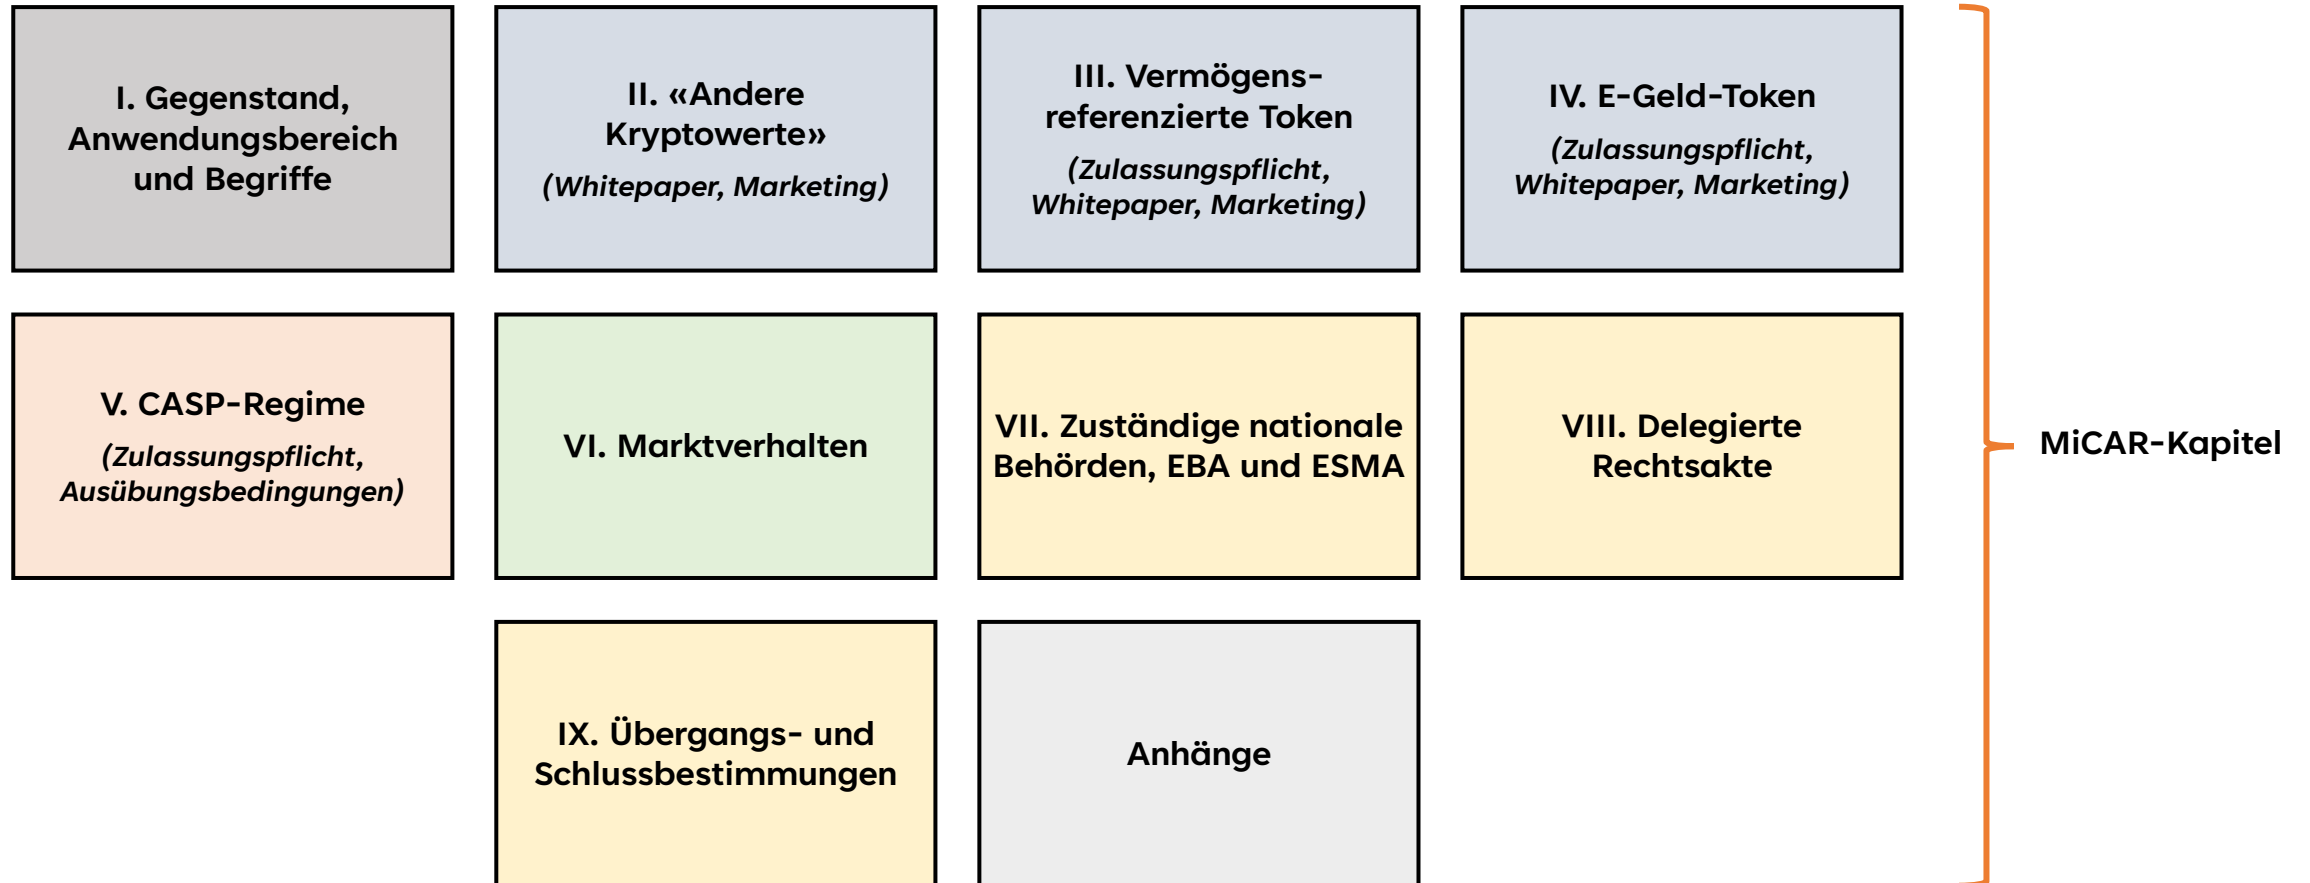 I. Gegenstand,
Anwendungsbereich
und Begriffe
II. «Andere
Kryptowerte»
(Whitepaper, Marketing)
III. Vermögens-
referenzierte Token
(Zulassungspflicht,
Whitepaper, Marketing)
IV. E-Geld-Token
(Zulassungspflicht,
Whitepaper, Marketing)
V. CASP-Regime
(Zulassungspflicht,
Ausübungsbedingungen)
VI. Marktverhalten
VII. Zuständige nationale
Behörden, EBA und ESMA
VIII. Delegierte
Rechtsakte
MiCAR-Kapitel
IX. Übergangs- und
Schlussbestimmungen
Anhänge